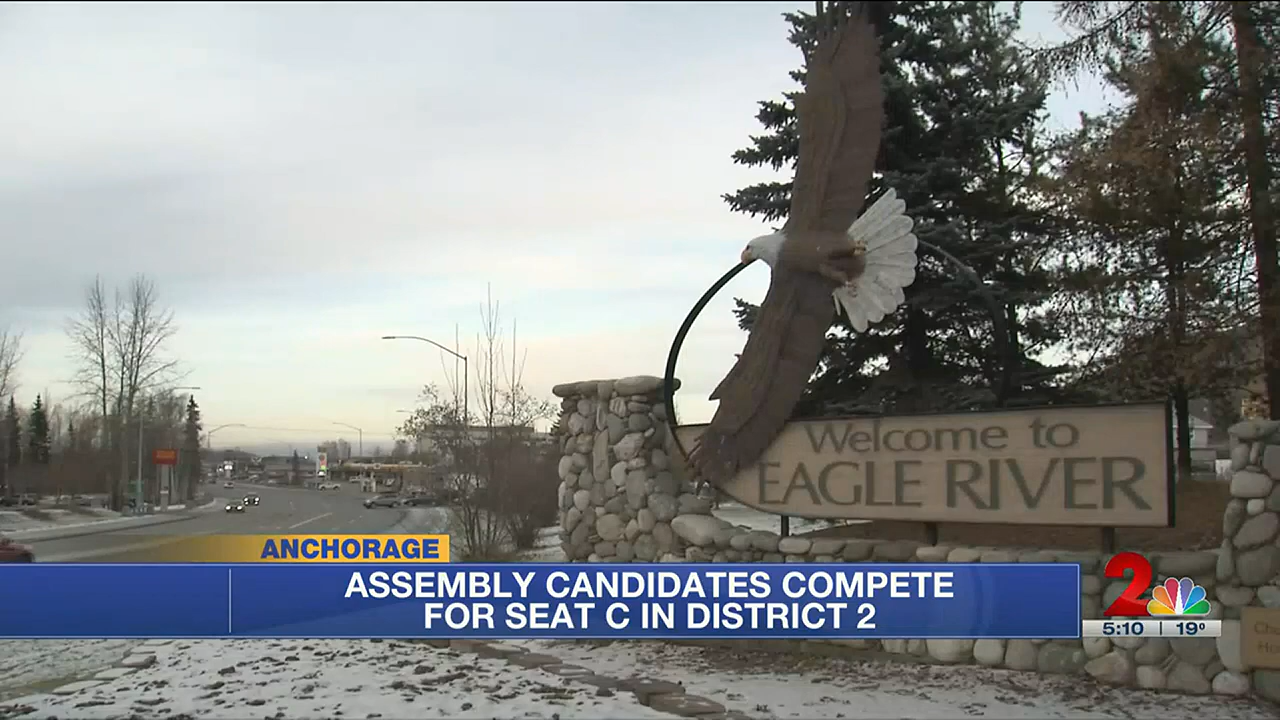 Welcome to
EAGLE RIVER
ANCHORAGE
ASSEMBLY CANDIDATES COMPETE
FOR SEAT C IN DISTRICT 2
2
5:10 | 19°